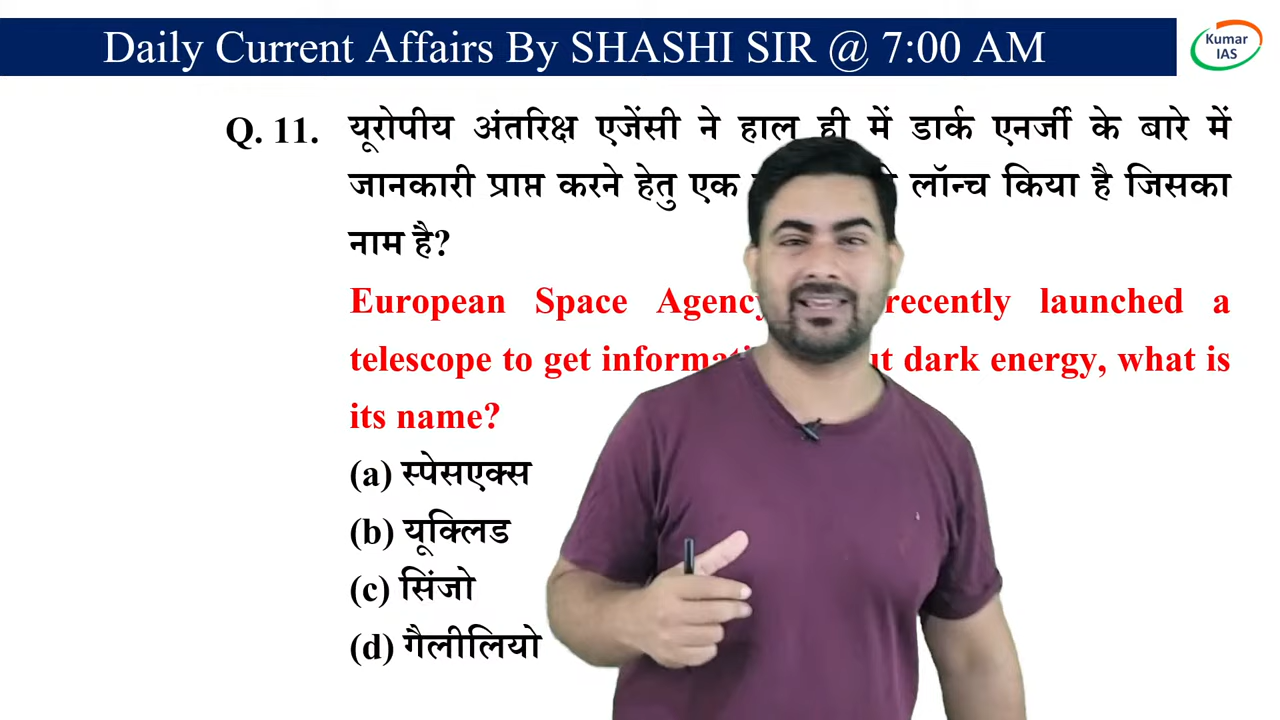 Daily Current Affairs By SHASHI SIR @ 7:00 AM
Kumar
IAS
Q. 11. यूरोपीय अंतरिक्ष एजेंसी ने हाल ही में डार्क एनर्जी के बारे में
जानकारी प्राप्त करने हेतु एक लॉन्च किया है जिसका
नाम है?
European Space Agency recently launched a
telescope to get dark energy, what is
its name?
(a) स्पेसएक्स
(b) यूक्लिड
(c) सिंजो
(d) गैलीलियो